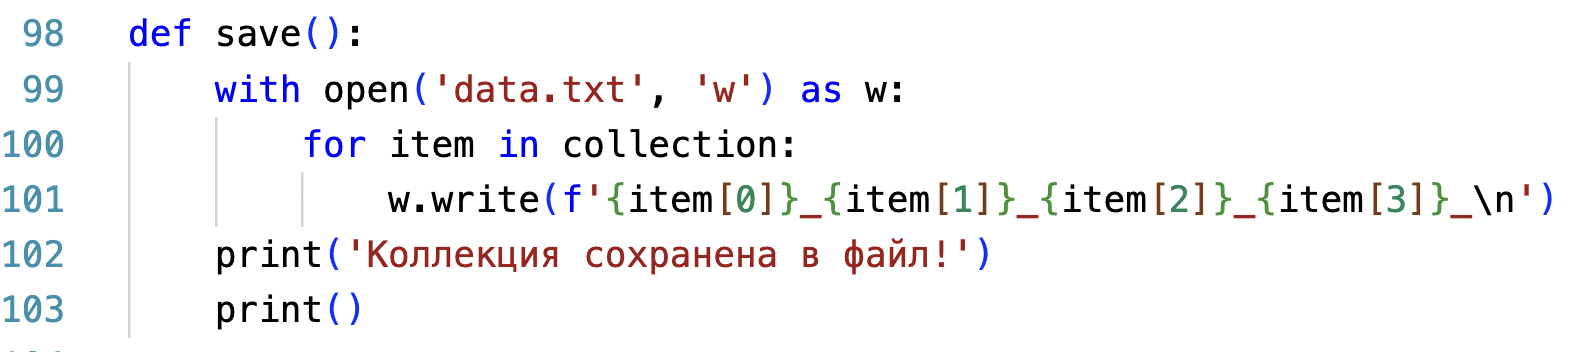 98 def save():
99 with open('data.txt', 'w') as w:
100 for item in collection:
101 w.write(f'{item[0]}_{item[1]}_{item[2]}_{item[3]}_\n')
102 print('Коллекция сохранена в файл!')
103 print()